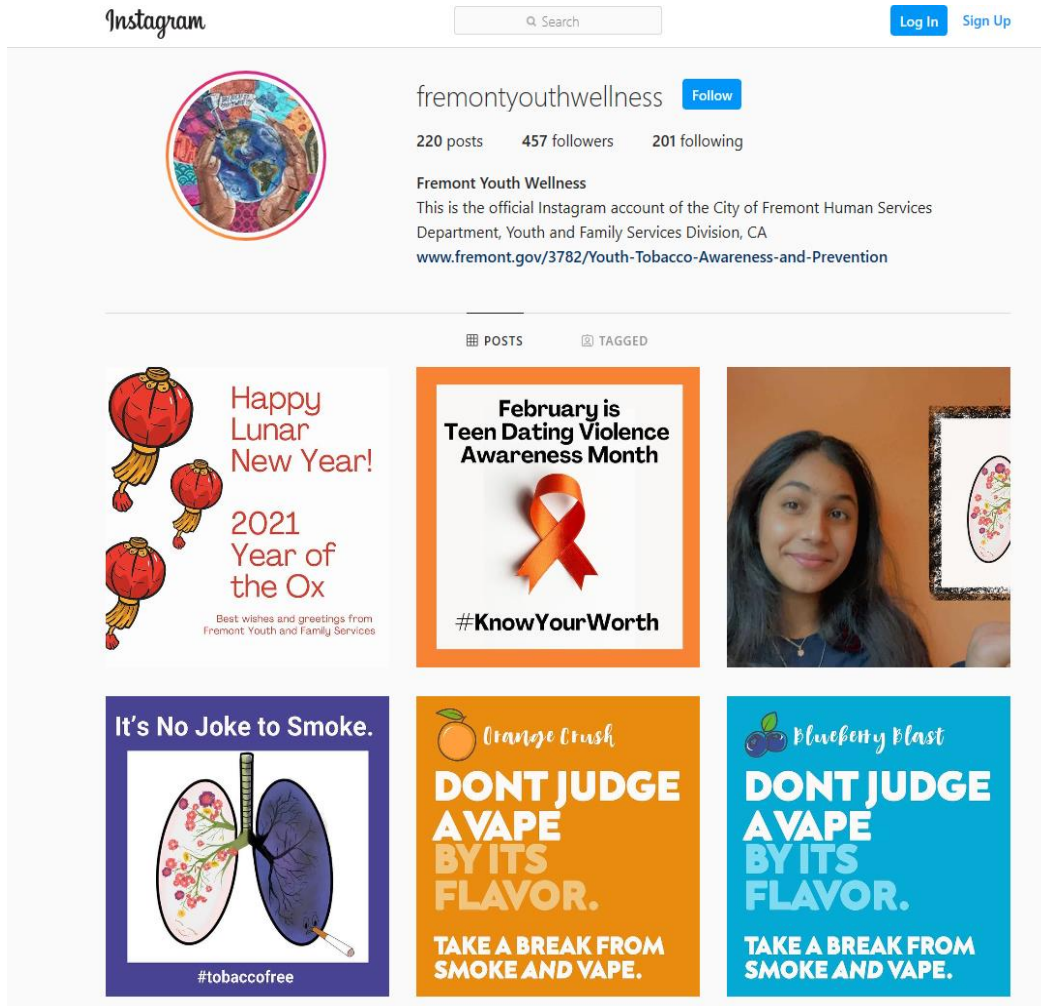 Instagram
Search
Log In
Sign Up
fremontyouthwellness
Follow
220 posts 457 followers 201 following
Fremont Youth Wellness
This is the official Instagram account of the City of Fremont Human Services
Department, Youth and Family Services Division, CA
www.fremont.gov/3782/Youth-Tobacco-Awareness-and-Prevention
POSTS
TAGGED
Happy
Lunar
New Year!
2021
Year of
the Ox
Best wishes and greetings from
Fremont Youth and Family Services
February is
Teen Dating Violence
Awareness Month
#KnowYourWorth
It's No Joke to Smoke.
#tobaccofree
Orange Crush
DONT JUDGE
A VAPE
BY ITS
FLAVOR.
TAKE A BREAK FROM
SMOKE AND VAPE.
Blueberry Blast
DONT JUDGE
A VAPE
BY ITS
FLAVOR.
TAKE A BREAK FROM
SMOKE AND VAPE.